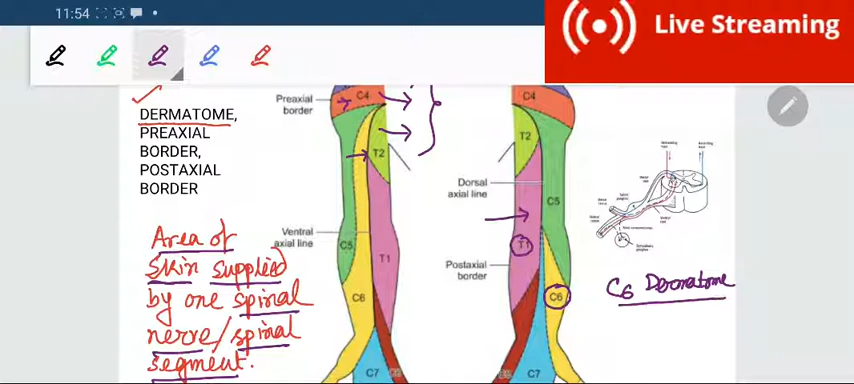 11:54
Live Streaming
DERMATOME,
PREAXIAL
BORDER,
POSTAXIAL
BORDER
Area of
skin supplied
by one spinal
nerve/spinal
segment.
Preaxial
border
C4
T2
Ventral
axial line
C5
T1
C6
C7
C4
T2
Dorsal
axial line
C5
T1
Postaxial
border
C6
C7
C6 Dermatome